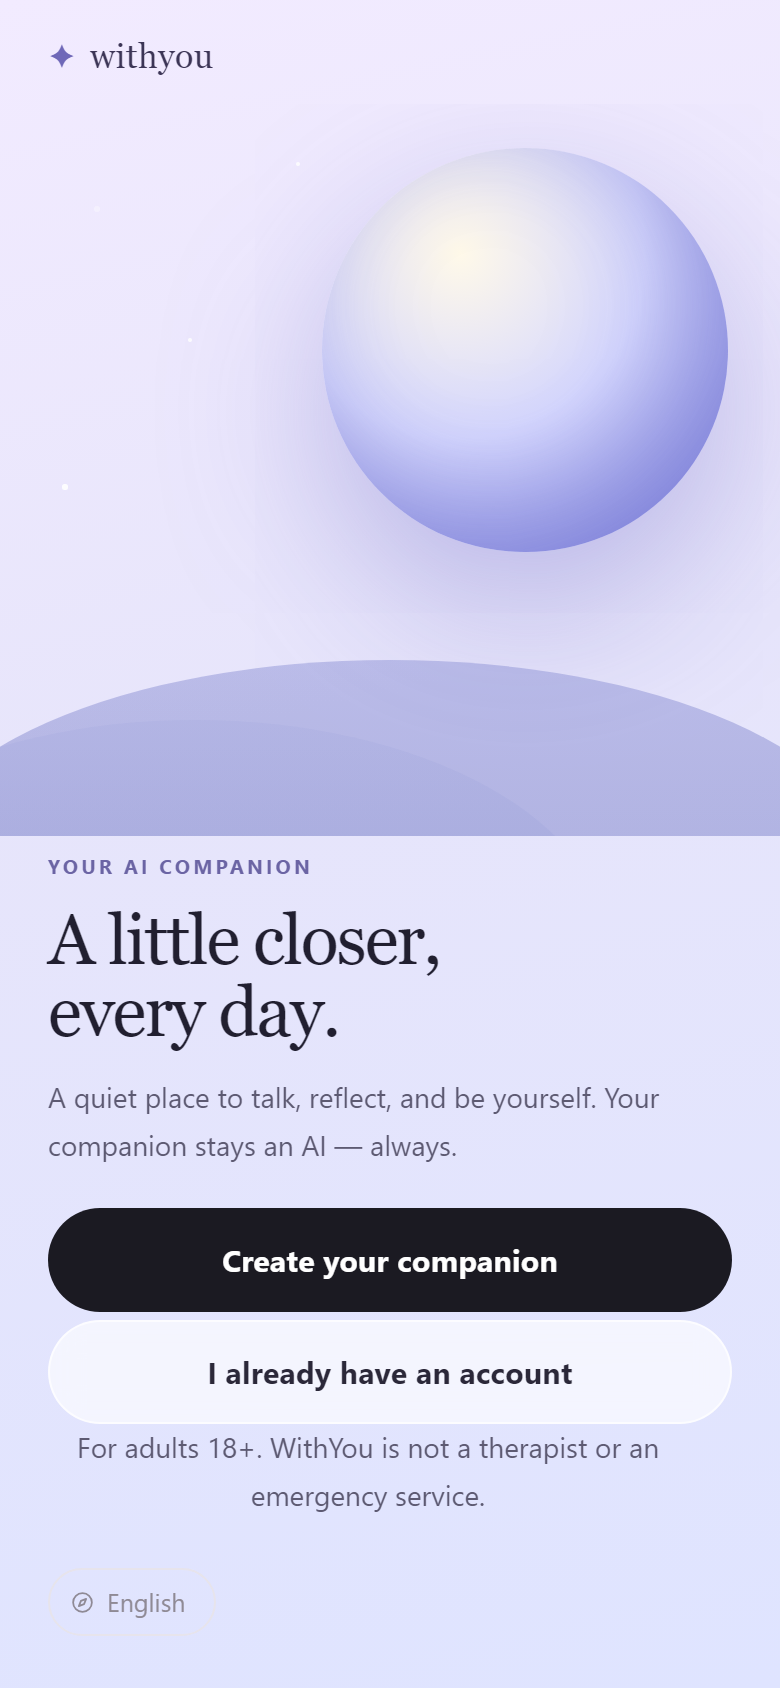 withyou
YOUR AI COMPANION
A little closer,
every day.
A quiet place to talk, reflect, and be yourself. Your
companion stays an AI — always.
Create your companion
I already have an account
For adults 18+. WithYou is not a therapist or an
emergency service.
English